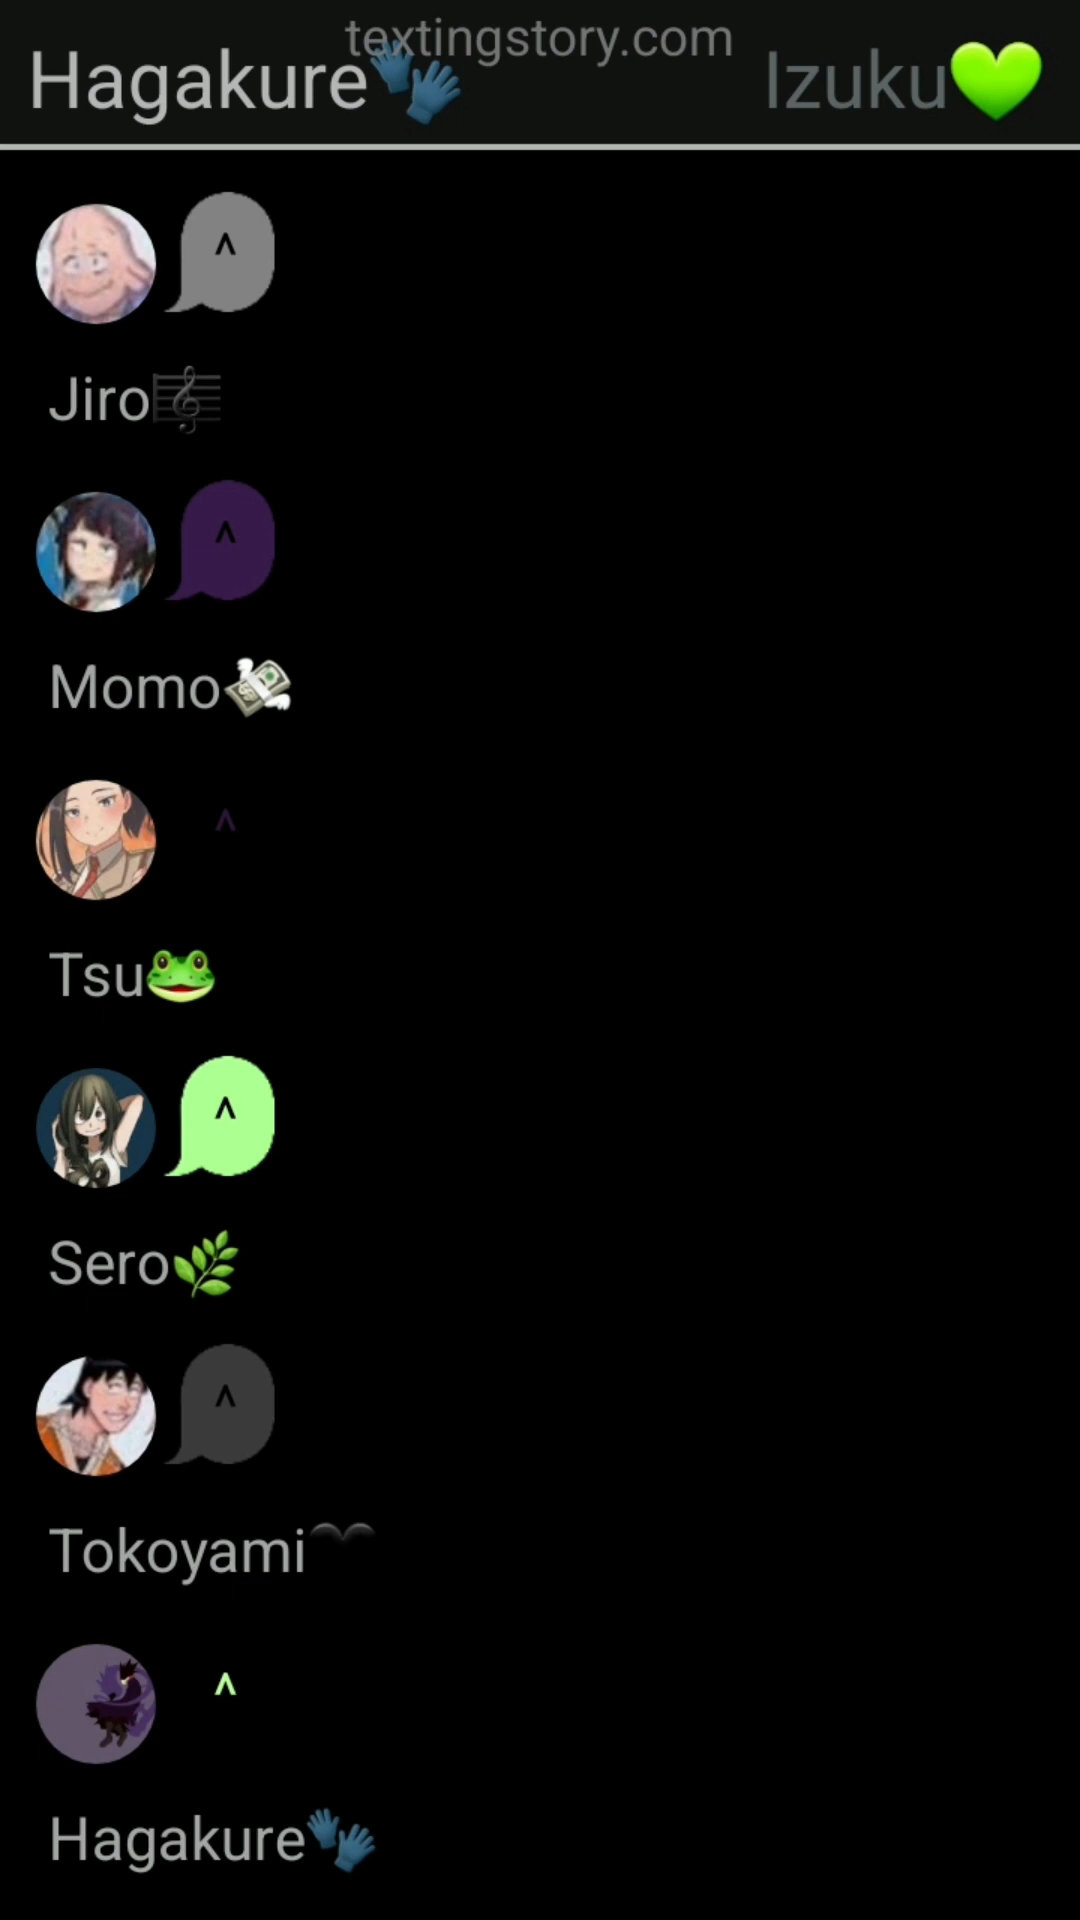 textingstory.com
Hagakure🧤 Izuku💚
^
Jiro🎼
^
Momo💸
^
Tsu🐸
^
Sero🌿
^
Tokoyami🖤
^
Hagakure🧤